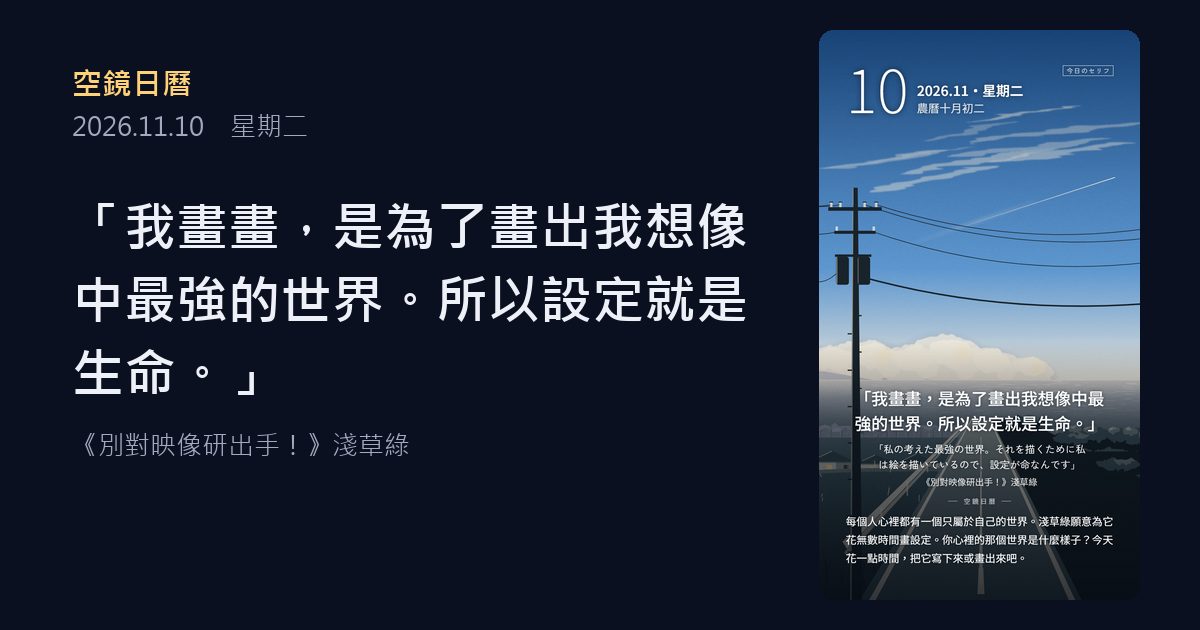 空鏡日曆
2026.11.10 星期二
「我畫畫，是為了畫出我想像
中最強的世界。所以設定就是
生命。」
《別對映像研出手！》淺草綠
10
2026.11・星期二
農曆十月初二
今日のセリフ
「我畫畫，是為了畫出我想像中最
強的世界。所以設定就是生命。」
「私の考えた最強の世界。それを描くために私
は絵を描いているので、設定が命なんです」
《別對映像研出手！》淺草綠
空鏡日曆
每個人心裡都有一個只屬於自己的世界。淺草綠願意為它
花無數時間畫設定。你心裡的那個世界是什麼樣子？今天
花一點時間，把它寫下來或畫出來吧。